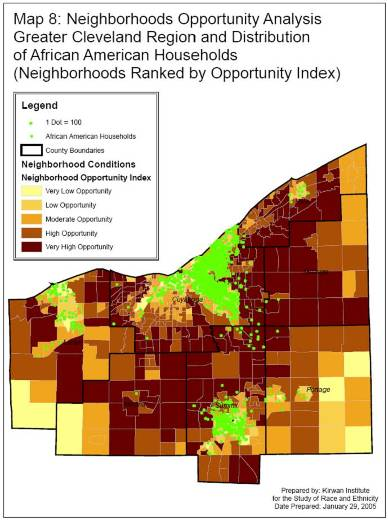 Map 8: Neighborhoods Opportunity Analysis
Greater Cleveland Region and Distribution
of African American Households
(Neighborhoods Ranked by Opportunity Index)
Legend
1 Dot = 100
African American Households
County Boundaries
Neighborhood Conditions
Neighborhood Opportunity Index
Very Low Opportunity
Low Opportunity
Moderate Opportunity
High Opportunity
Very High Opportunity
Cuyahoga
Portage
Summit
Prepared by: Kirwan Institute
for the Study of Race and Ethnicity
Date Prepared: January 29, 2005